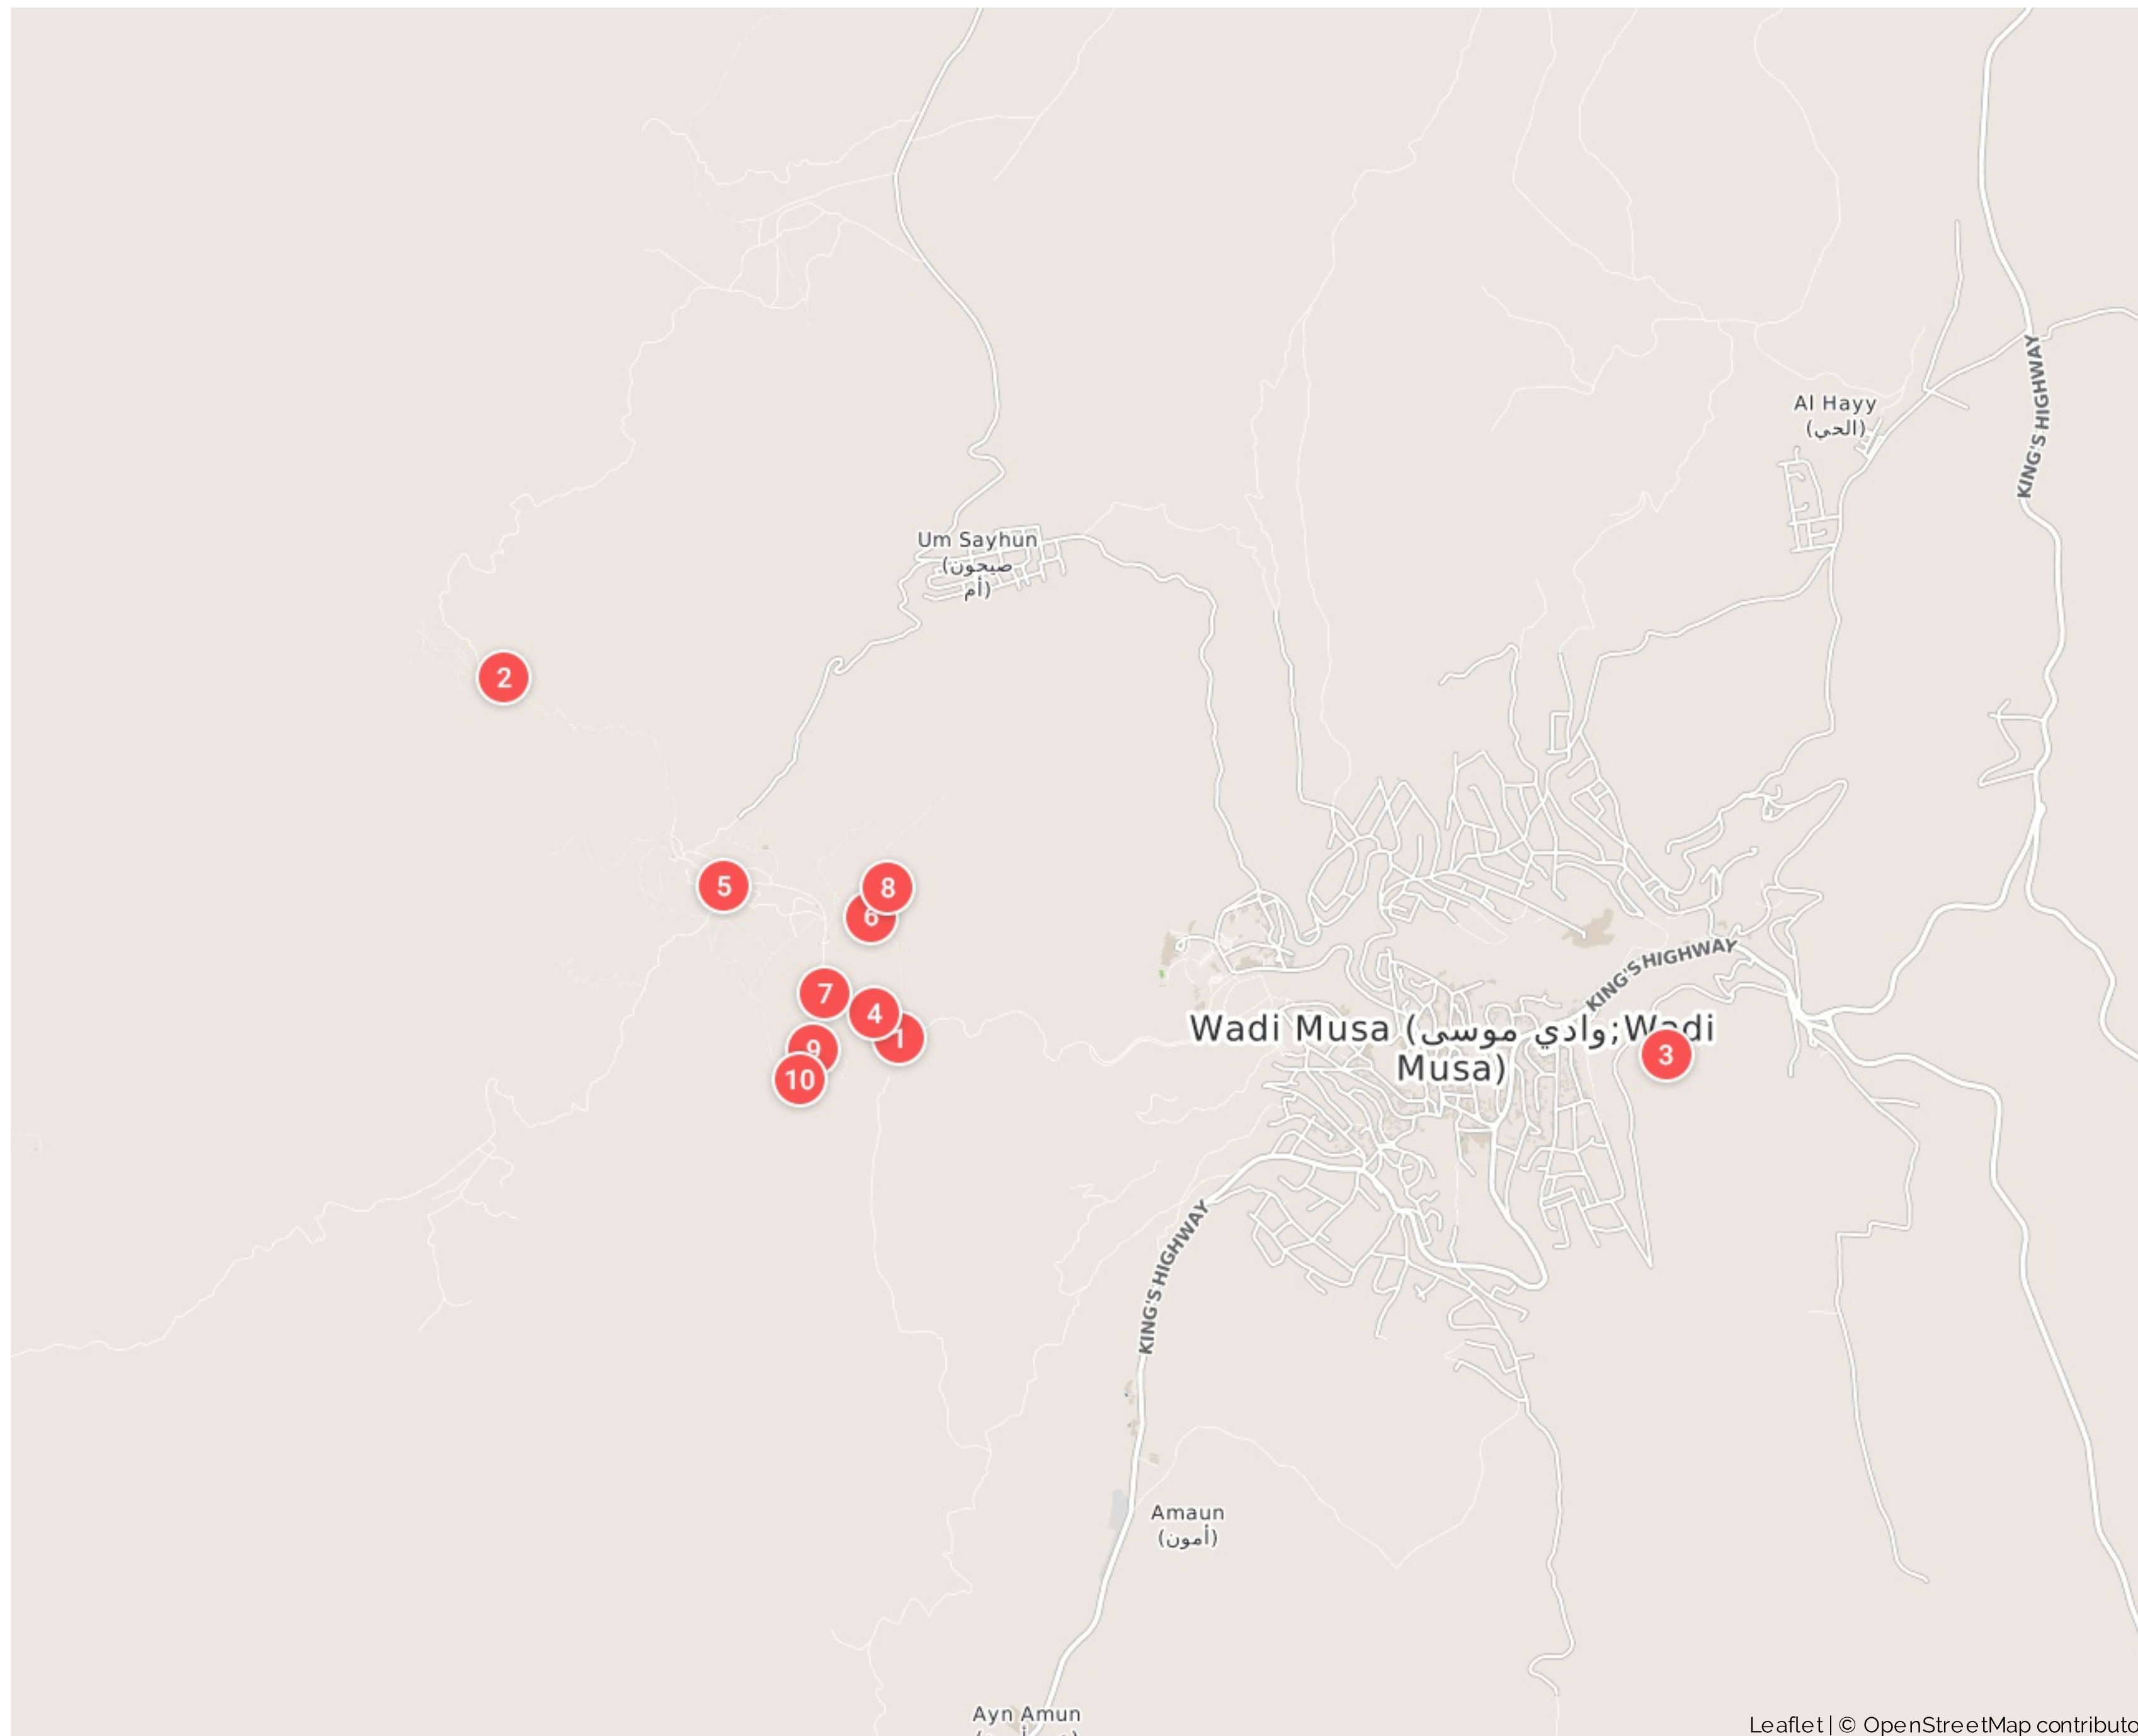 KING'S HIGHWAY
Al Hayy
(الحي)
Um Sayhun
(صيحون
أم)
2
5
8
6
7
4
1
9
10
KING'S HIGHWAY
Wadi Musa (وادي موسى;Wadi
Musa)
3
KING'S HIGHWAY
Amaun
(أمون)
Ayn Amun
Leaflet | © OpenStreetMap contributo